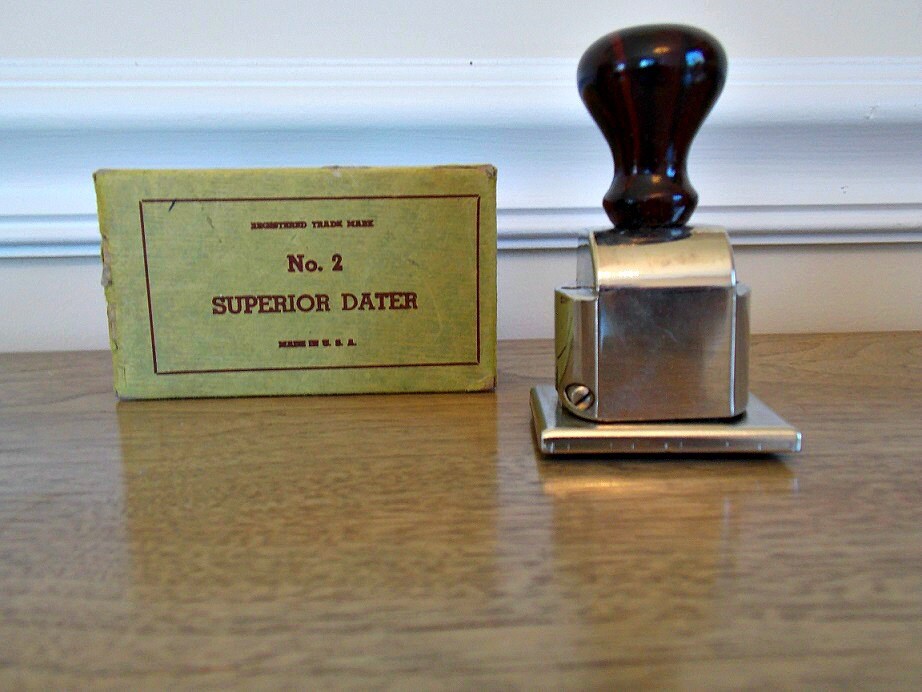 REGISTERED TRADE MARK
No. 2
SUPERIOR DATER
MADE IN U. S. A.